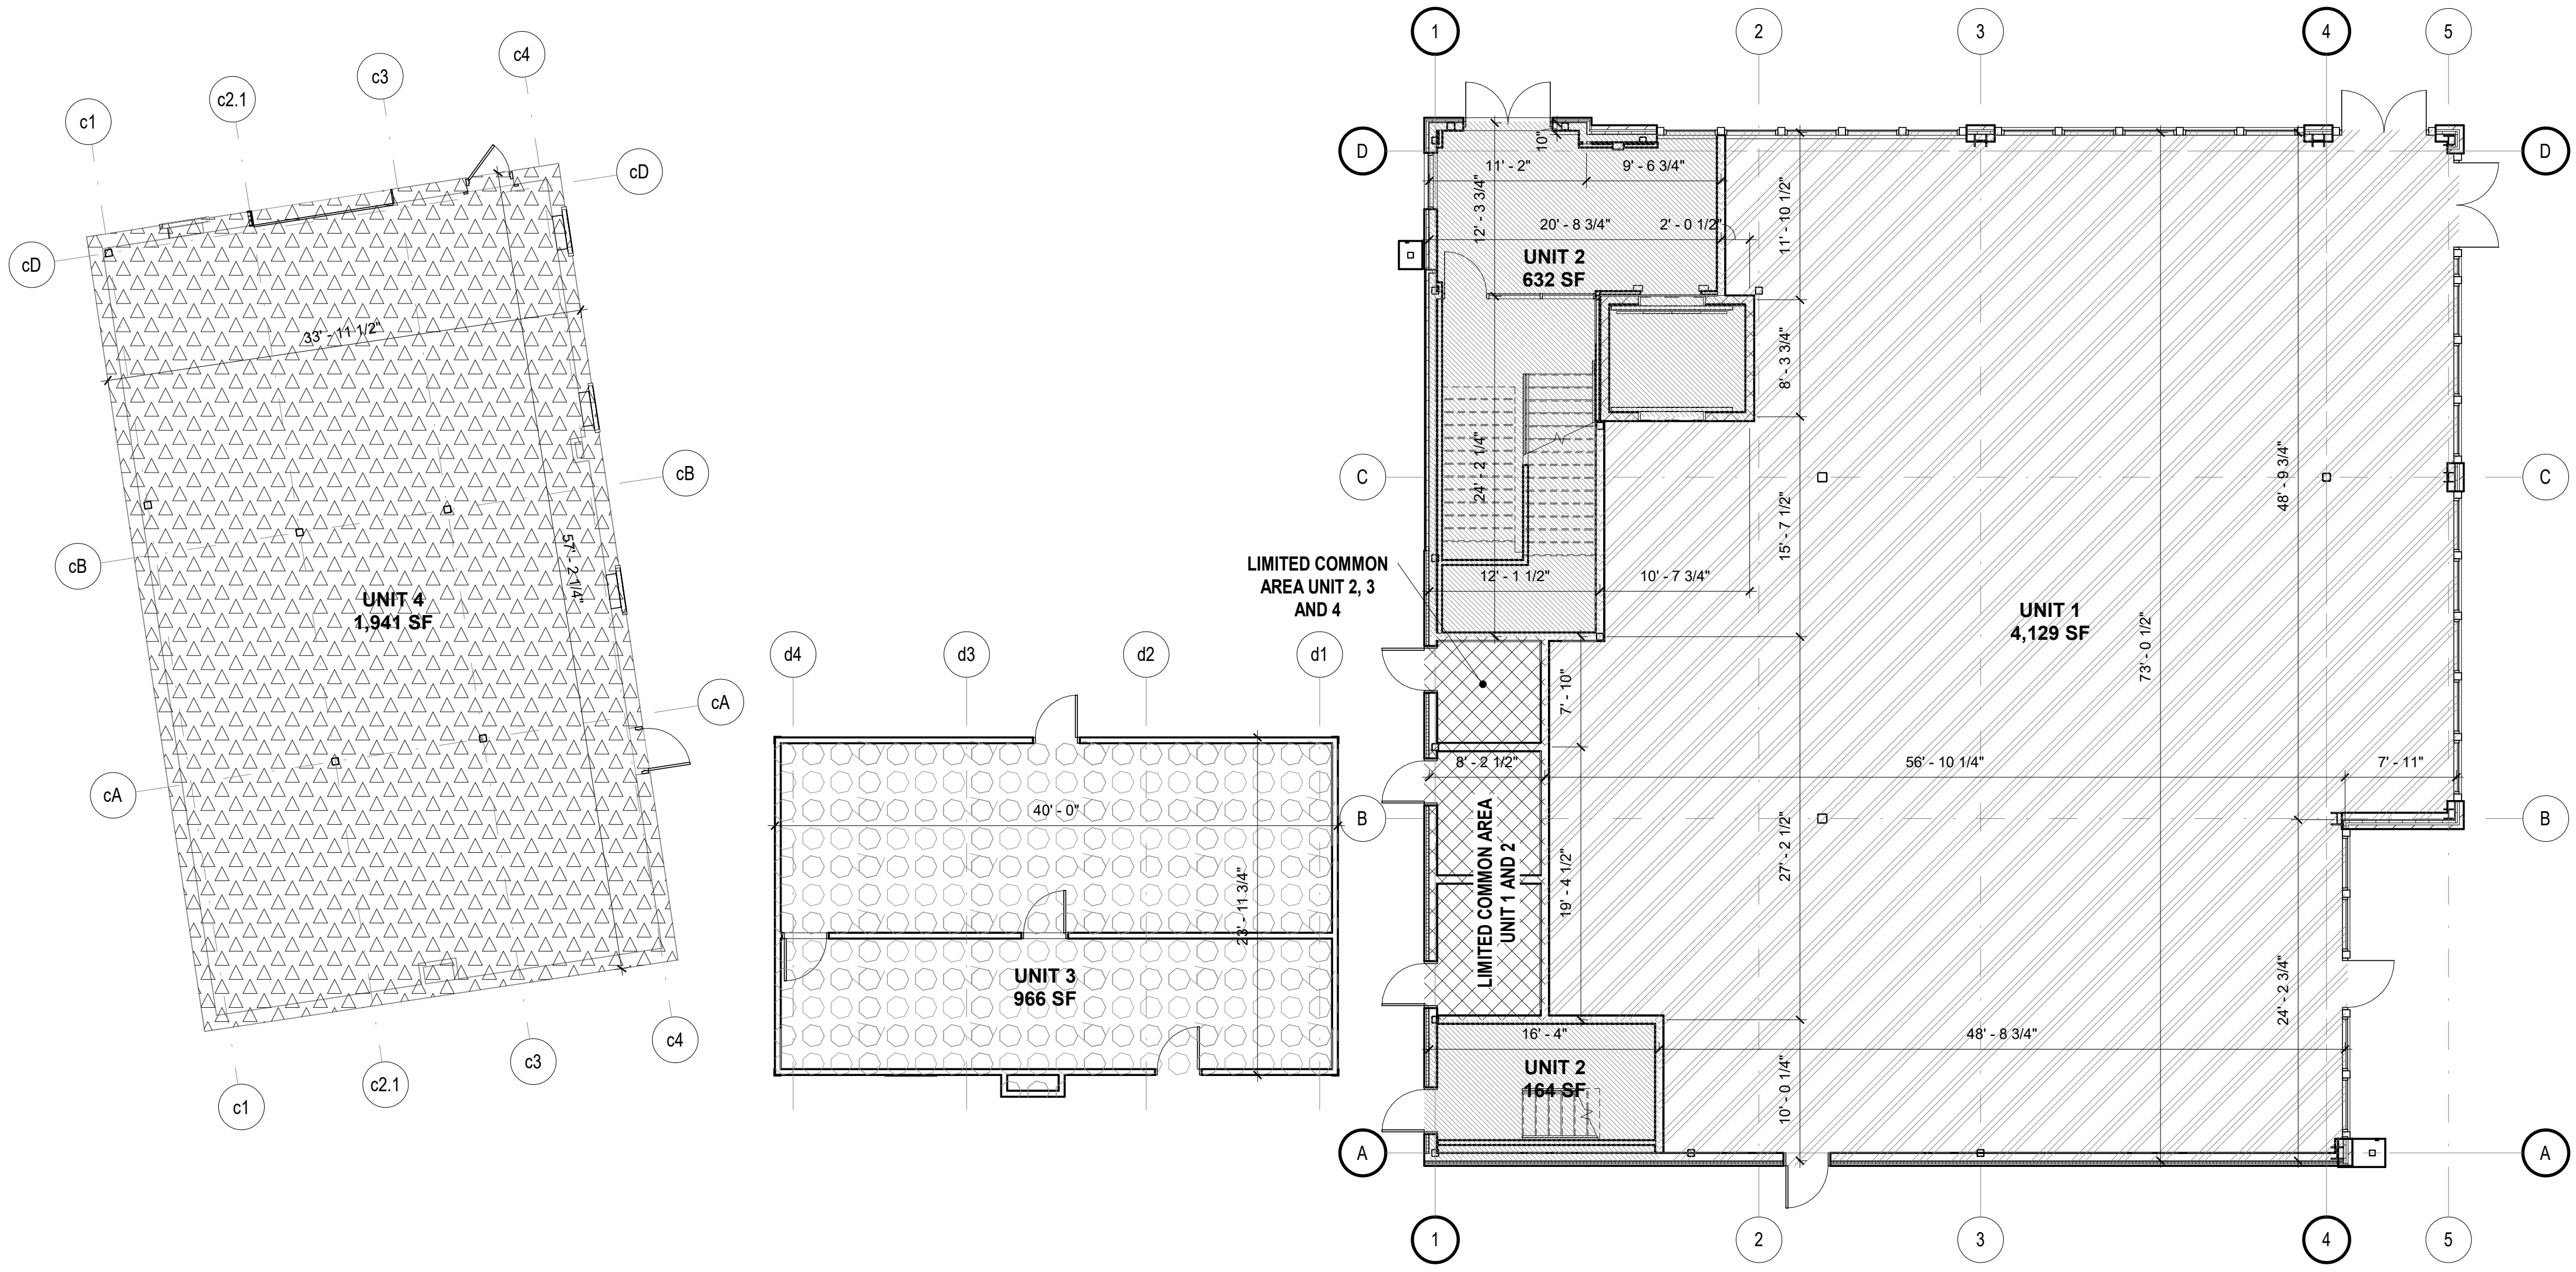 c1
c2.1
c3
c4
cD
cD
33' - 11 1/2"
cB
cB
57' - 2 1/4"
UNIT 4
1,941 SF
cA
cA
c1
c2.1
c3
c4
d4
d3
d2
d1
40' - 0"
23' - 11 3/4"
UNIT 3
966 SF
1
2
3
4
5
D
D
10"
11' - 2"
9' - 6 3/4"
12' - 3 3/4"
20' - 8 3/4"
2' - 0 1/2"
11' - 10 1/2"
UNIT 2
632 SF
8' - 3 3/4"
C
C
24' - 2 1/4"
15' - 7 1/2"
48' - 9 3/4"
LIMITED COMMON
AREA UNIT 2, 3
AND 4
12' - 1 1/2"
10' - 7 3/4"
UNIT 1
4,129 SF
73' - 0 1/2"
7' - 10"
8' - 2 1/2"
56' - 10 1/4"
7' - 11"
B
B
LIMITED COMMON AREA
UNIT 1 AND 2
19' - 4 1/2"
27' - 2 1/2"
24' - 2 3/4"
16' - 4"
48' - 8 3/4"
UNIT 2
164 SF
10' - 0 1/4"
A
A
1
2
3
4
5